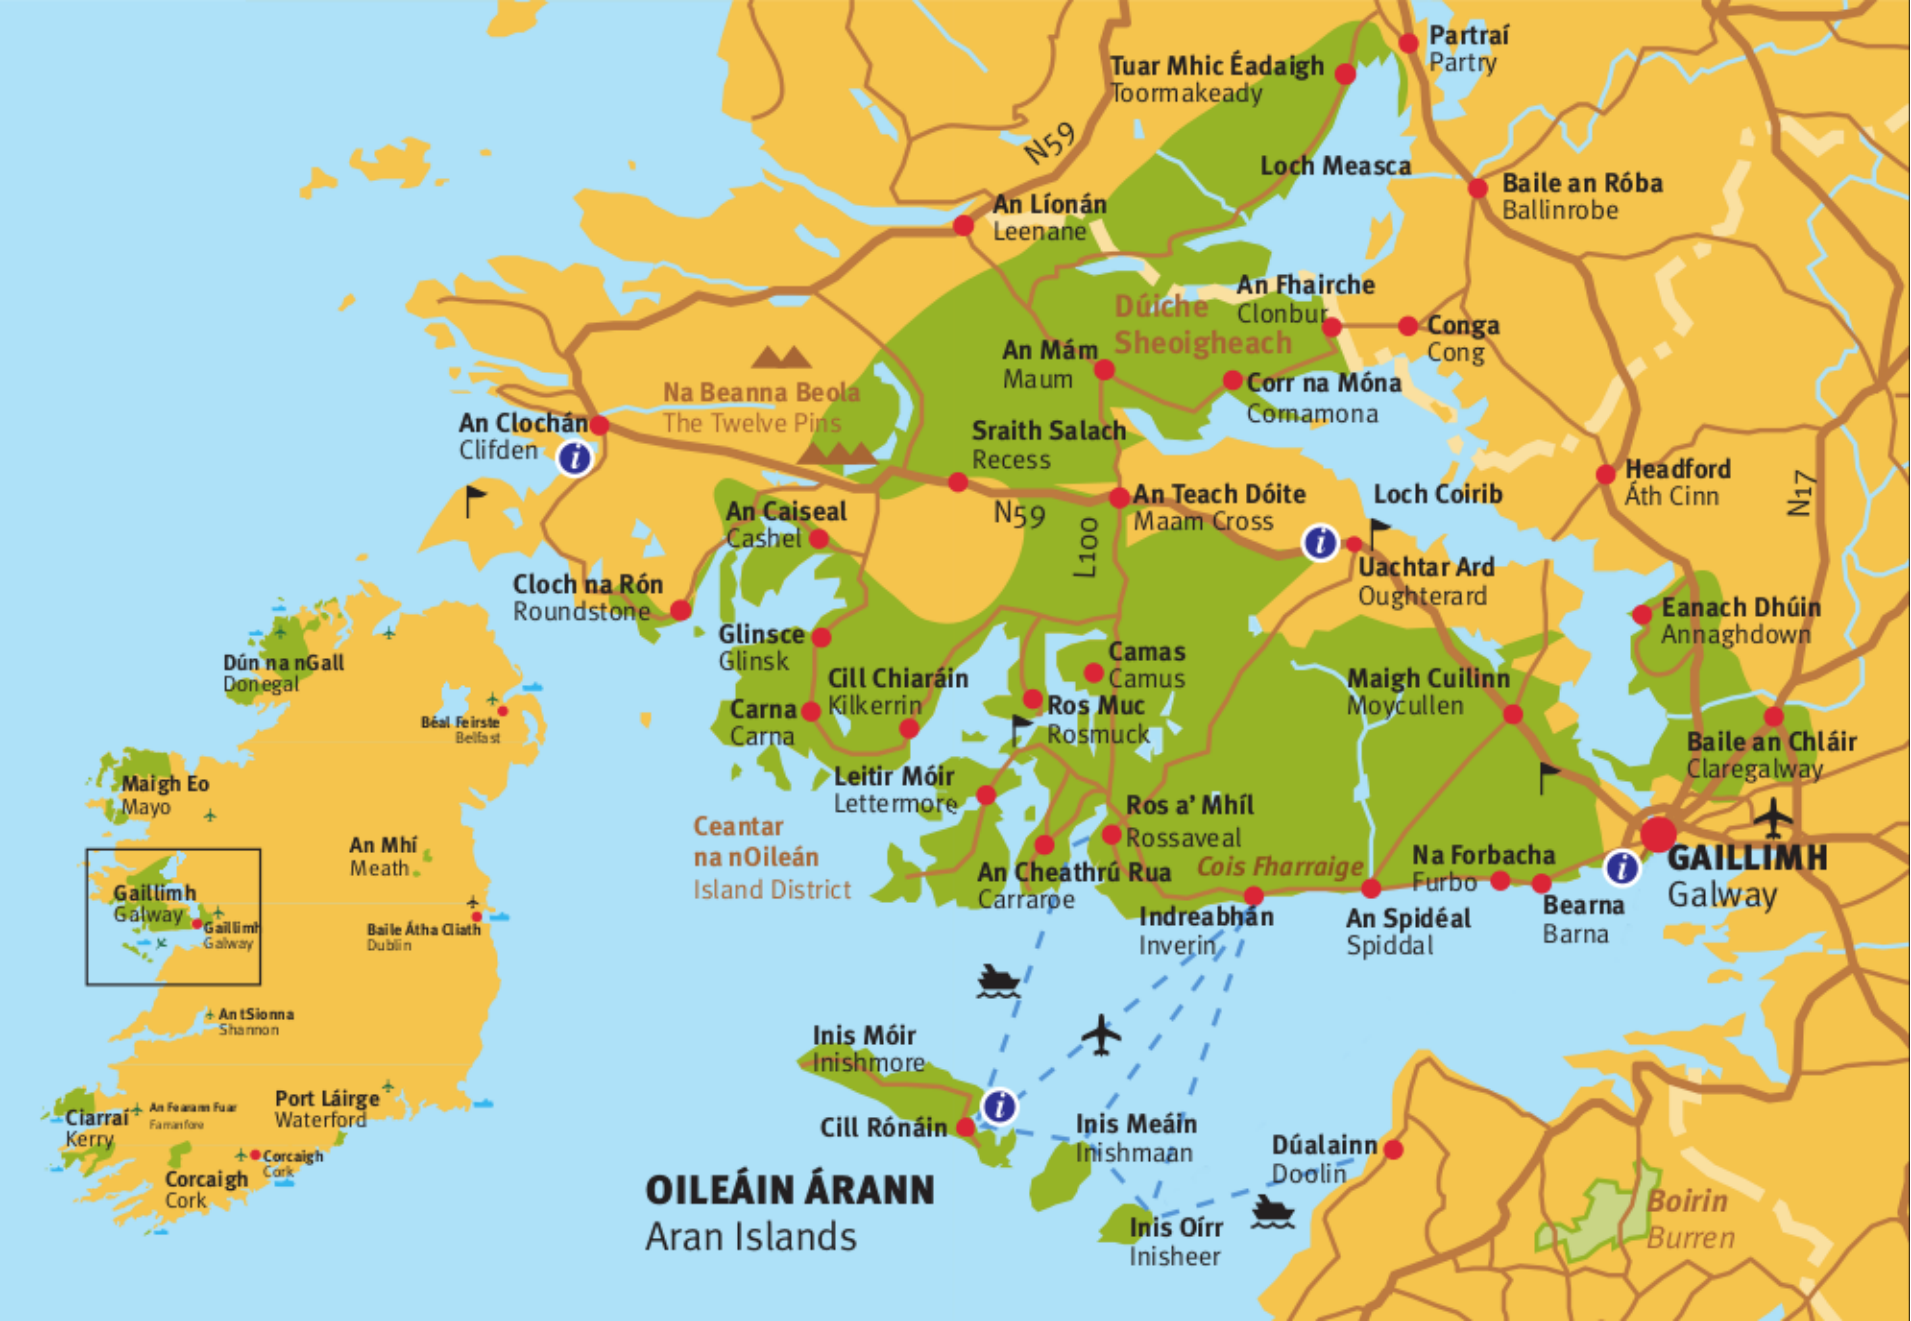 Partraí
Partry
Tuar Mhic Éadaigh
Toormakeady
N59
Loch Measca
Baile an Róba
Ballinrobe
An Líonán
Leenane
An Fhairche
Clonbur
Dúiche
Sheoigheach
Conga
Cong
An Mám
Maum
Corr na Móna
Cornamona
Na Beanna Beola
The Twelve Pins
An Clochán
Clifden
i
Sraith Salach
Recess
Headford
Áth Cinn
N17
An Teach Dóite
Maam Cross
Loch Coirib
An Caiseal
Cashel
N59
L100
i
Uachtar Ard
Oughterard
Cloch na Rón
Roundstone
Eanach Dhúin
Annaghdown
Glinsce
Glinsk
Camas
Camus
Cill Chiaráin
Kilkerrin
Maigh Cuilinn
Moycullen
Carna
Carna
Ros Muc
Rosmuck
Baile an Chláir
Claregalway
Leitir Móir
Lettermore
Ros a' Mhíl
Rossaveal
Ceantar
na nOileán
Island District
Cois Fharraige
Na Forbacha
Furbo
i
GAILLIMH
Galway
An Cheathrú Rua
Carraroe
Indreabhán
Inverin
An Spidéal
Spiddal
Bearna
Barna
Inis Móir
Inishmore
i
Cill Rónáin
Inis Meáin
Inishmaan
Dúalainn
Doolin
OILEÁIN ÁRANN
Aran Islands
Inis Oírr
Inisheer
Boirin
Burren
Dún na nGall
Donegal
Béal Feirste
Belfast
Maigh Eo
Mayo
An Mhí
Meath
Gaillimh
Galway
Gaillimh
Galway
Baile Átha Cliath
Dublin
An tSionna
Shannon
Port Láirge
Waterford
An Fearann Fuar
Farranfore
Ciarraí
Kerry
Corcaigh
Cork
Corcaigh
Cork